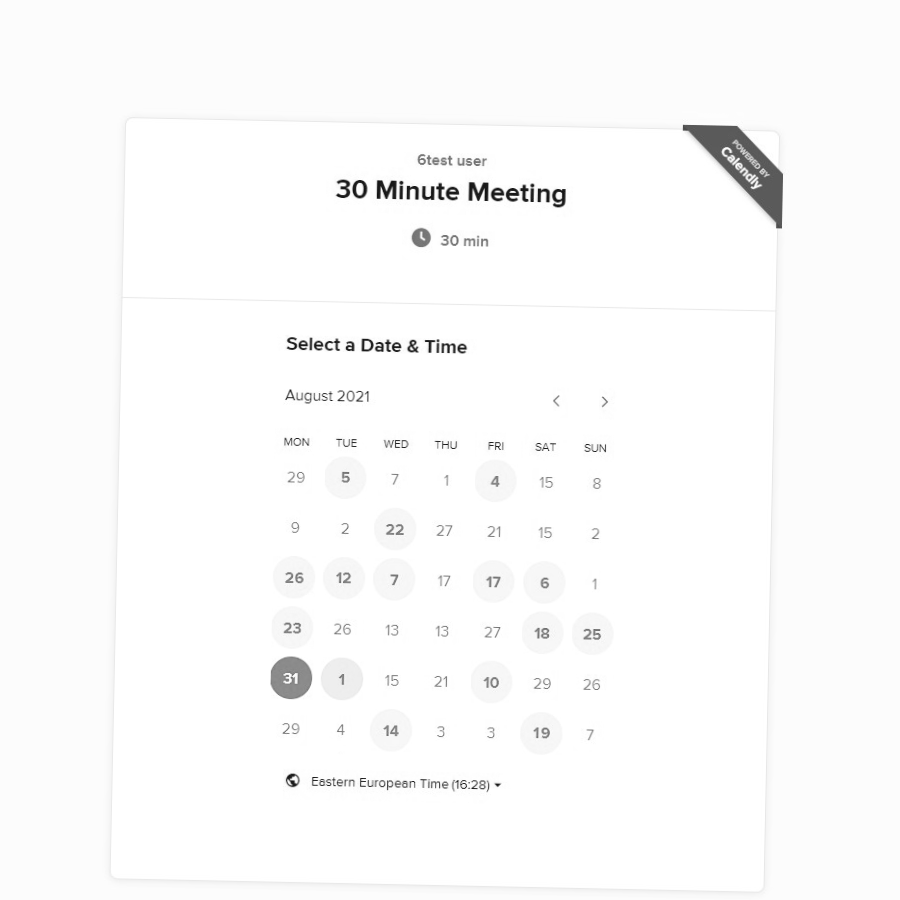 6test user
30 Minute Meeting
30 min
POWERED BY
Calendly
Select a Date & Time
August 2021
MON TUE WED THU FRI SAT SUN
29 5 7 1 4 15 8
9 2 22 27 21 15 2
26 12 7 17 17 6 1
23 26 13 13 27 18 25
31 1 15 21 10 29 26
29 4 14 3 3 19 7
Eastern European Time (16:28)